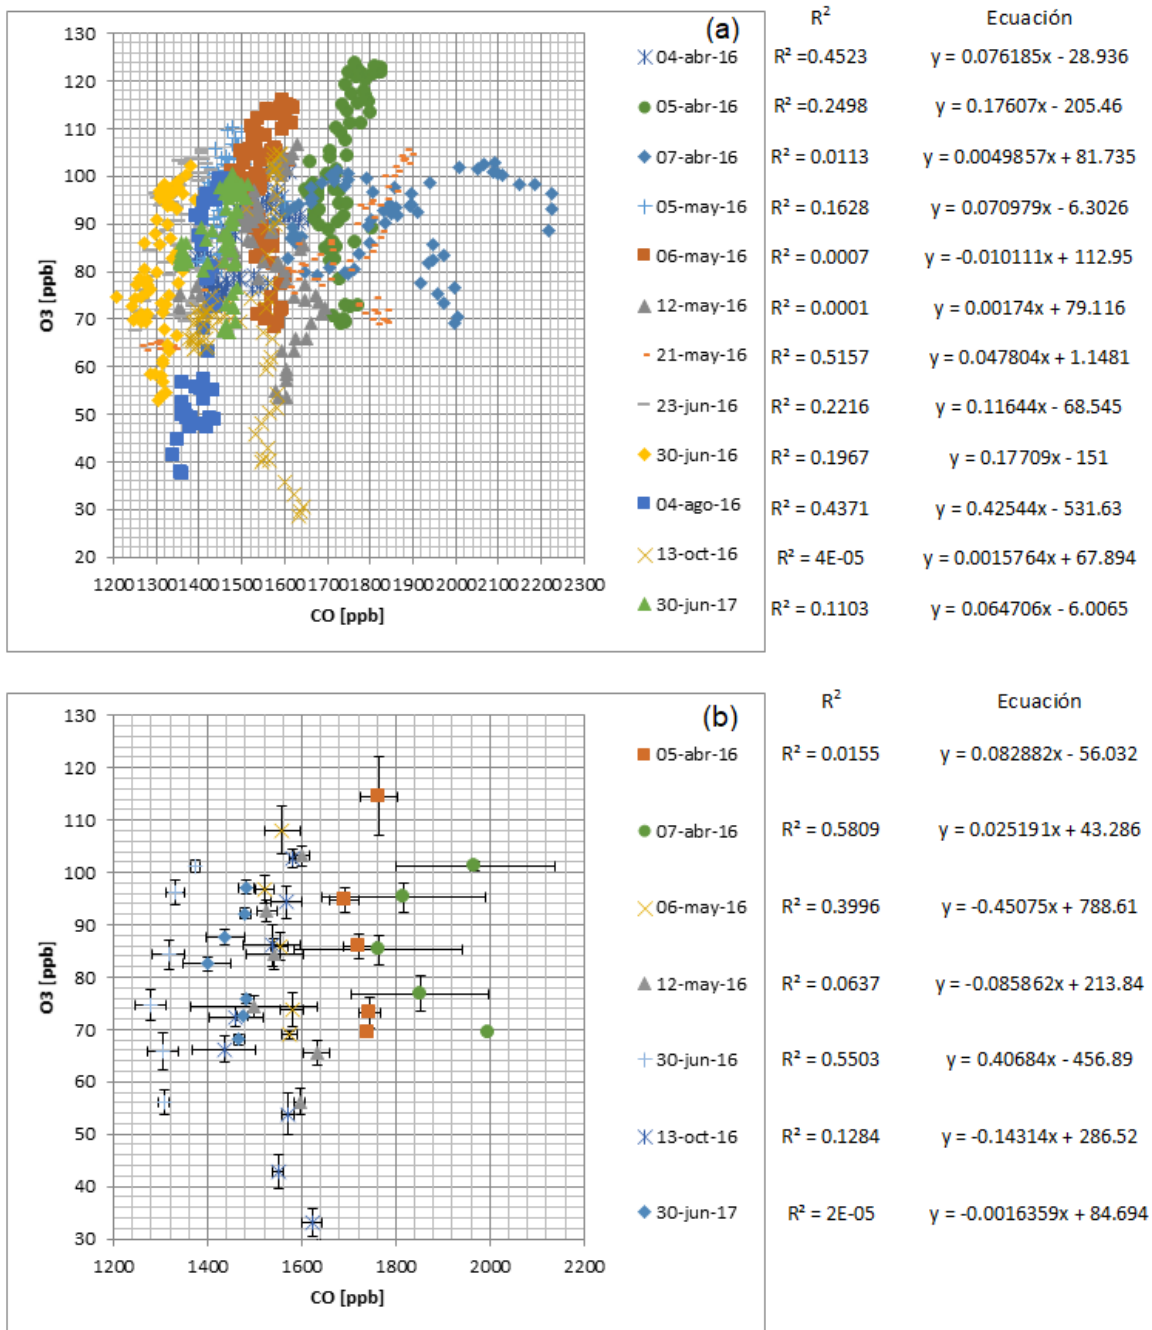 (a)
R² Ecuación
130
120
110
100
90
80
70
60
50
40
30
20
O3 [ppb]
1200 1300 1400 1500 1600 1700 1800 1900 2000 2100 2200 2300
CO [ppb]
04-abr-16 R² =0.4523 y = 0.076185x - 28.936
05-abr-16 R² =0.2498 y = 0.17607x - 205.46
07-abr-16 R² = 0.0113 y = 0.0049857x + 81.735
05-may-16 R² = 0.1628 y = 0.070979x - 6.3026
06-may-16 R² = 0.0007 y = -0.010111x + 112.95
12-may-16 R² = 0.0001 y = 0.00174x + 79.116
21-may-16 R² = 0.5157 y = 0.047804x + 1.1481
23-jun-16 R² = 0.2216 y = 0.11644x - 68.545
30-jun-16 R² = 0.1967 y = 0.17709x - 151
04-ago-16 R² = 0.4371 y = 0.42544x - 531.63
13-oct-16 R² = 4E-05 y = 0.0015764x + 67.894
30-jun-17 R² = 0.1103 y = 0.064706x - 6.0065
(b)
R² Ecuación
130
120
110
100
90
80
70
60
50
40
30
O3 [ppb]
1200 1400 1600 1800 2000 2200
CO [ppb]
05-abr-16 R² = 0.0155 y = 0.082882x - 56.032
07-abr-16 R² = 0.5809 y = 0.025191x + 43.286
06-may-16 R² = 0.3996 y = -0.45075x + 788.61
12-may-16 R² = 0.0637 y = -0.085862x + 213.84
30-jun-16 R² = 0.5503 y = 0.40684x - 456.89
13-oct-16 R² = 0.1284 y = -0.14314x + 286.52
30-jun-17 R² = 2E-05 y = -0.0016359x + 84.694